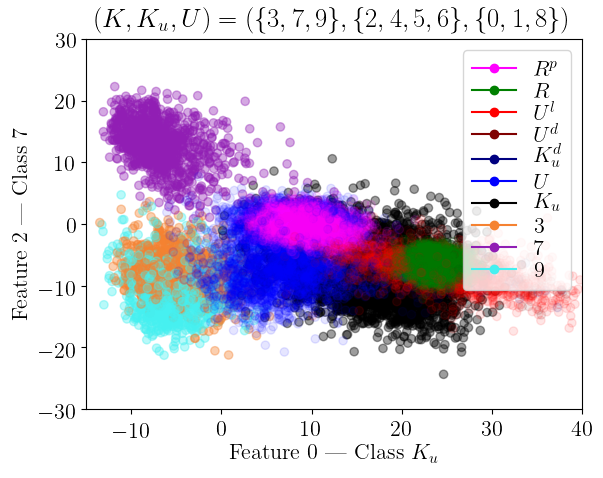 (K, K_u, U) = ({3, 7, 9}, {2, 4, 5, 6}, {0, 1, 8})
30
20
10
0
−10
−20
−30
Feature 2 — Class 7
R^p
R
U^l
U^d
K_u^d
U
K_u
3
7
9
−10
0
10
20
30
40
Feature 0 — Class K_u